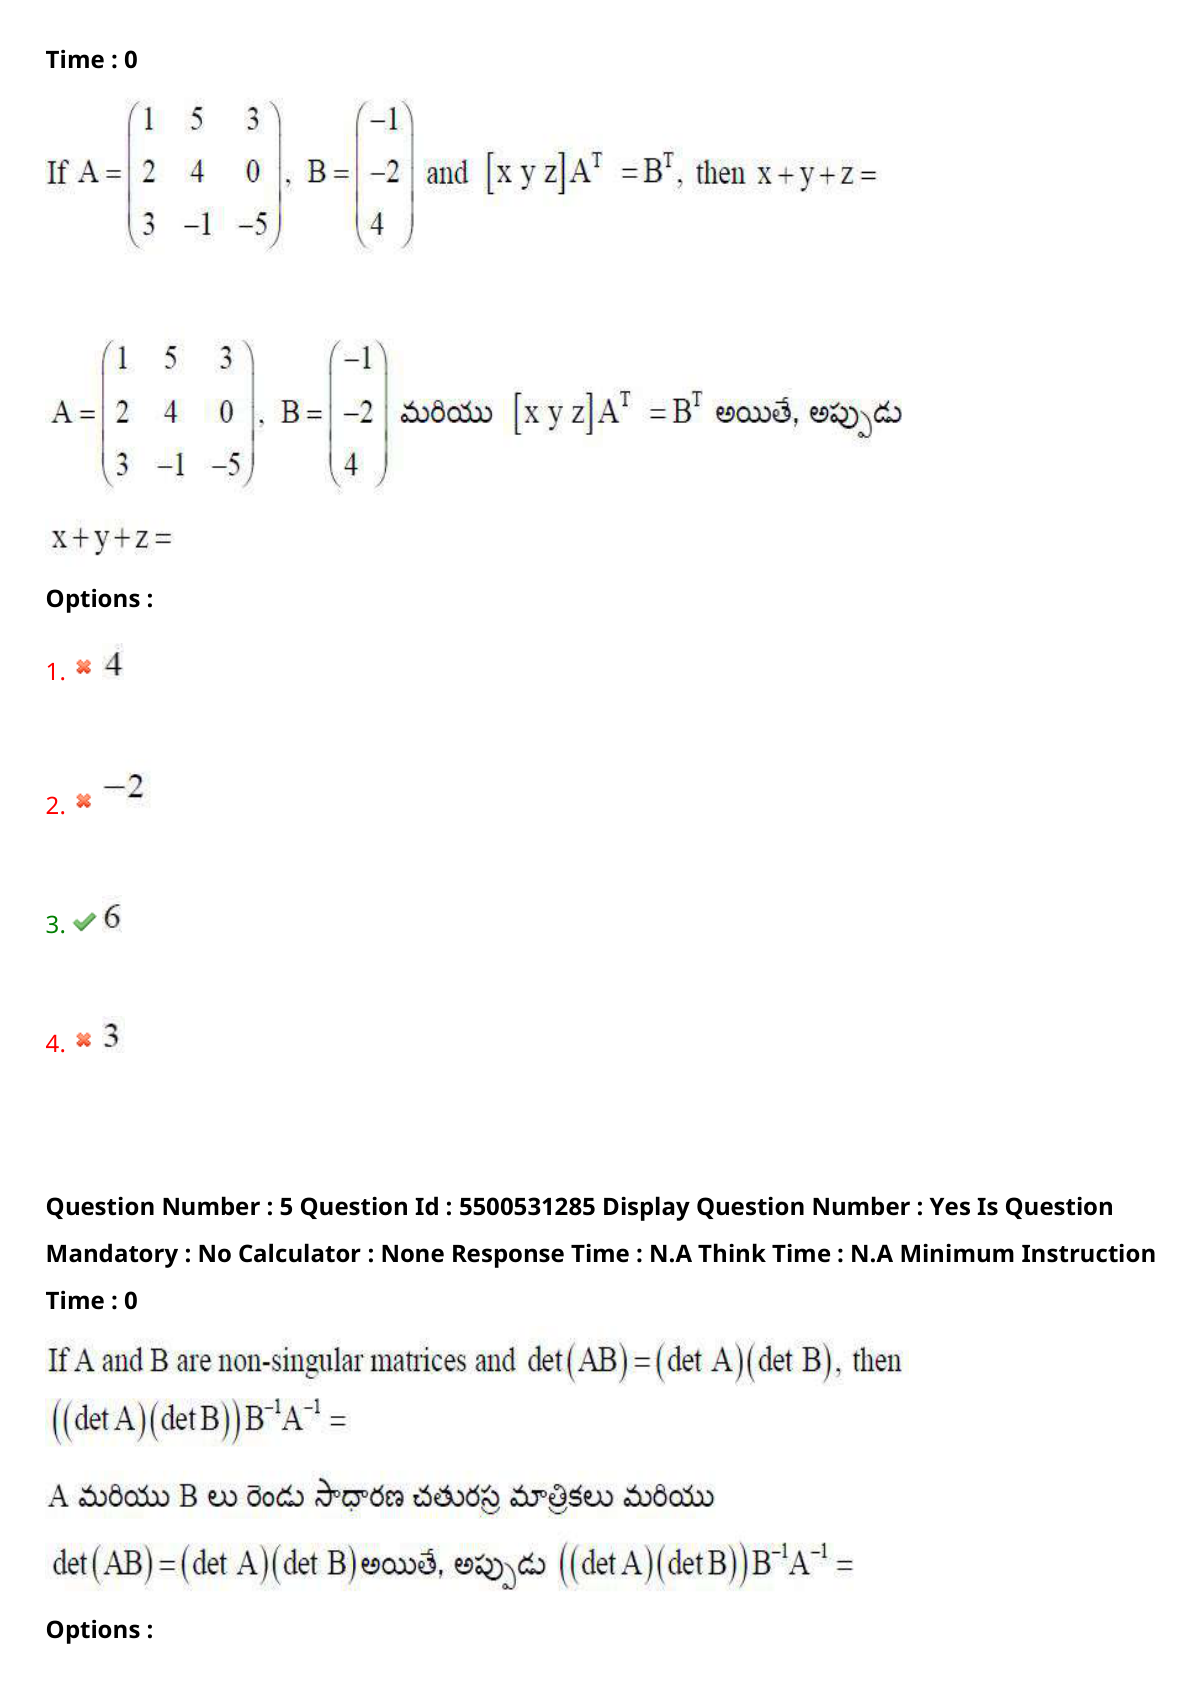 Time : 0
If A = \begin{pmatrix} 1 & 5 & 3 \\ 2 & 4 & 0 \\ 3 & -1 & -5 \end{pmatrix}, B = \begin{pmatrix} -1 \\ -2 \\ 4 \end{pmatrix} and [x y z]A^T = B^T, then x+y+z =
A = \begin{pmatrix} 1 & 5 & 3 \\ 2 & 4 & 0 \\ 3 & -1 & -5 \end{pmatrix}, B = \begin{pmatrix} -1 \\ -2 \\ 4 \end{pmatrix} మరియు [x y z]A^T = B^T అయితే, అప్పుడు
x+y+z =
Options :
1. ✖ 4
2. ✖ −2
3. ✔ 6
4. ✖ 3
Question Number : 5 Question Id : 5500531285 Display Question Number : Yes Is Question
Mandatory : No Calculator : None Response Time : N.A Think Time : N.A Minimum Instruction
Time : 0
If A and B are non-singular matrices and det(AB)=(det A)(det B), then
((det A)(det B))B^{-1}A^{-1} =
A మరియు B లు రెండు సాధారణ చతురస్ర మాత్రికలు మరియు
det(AB)=(det A)(det B)అయితే, అప్పుడు ((det A)(det B))B^{-1}A^{-1} =
Options :